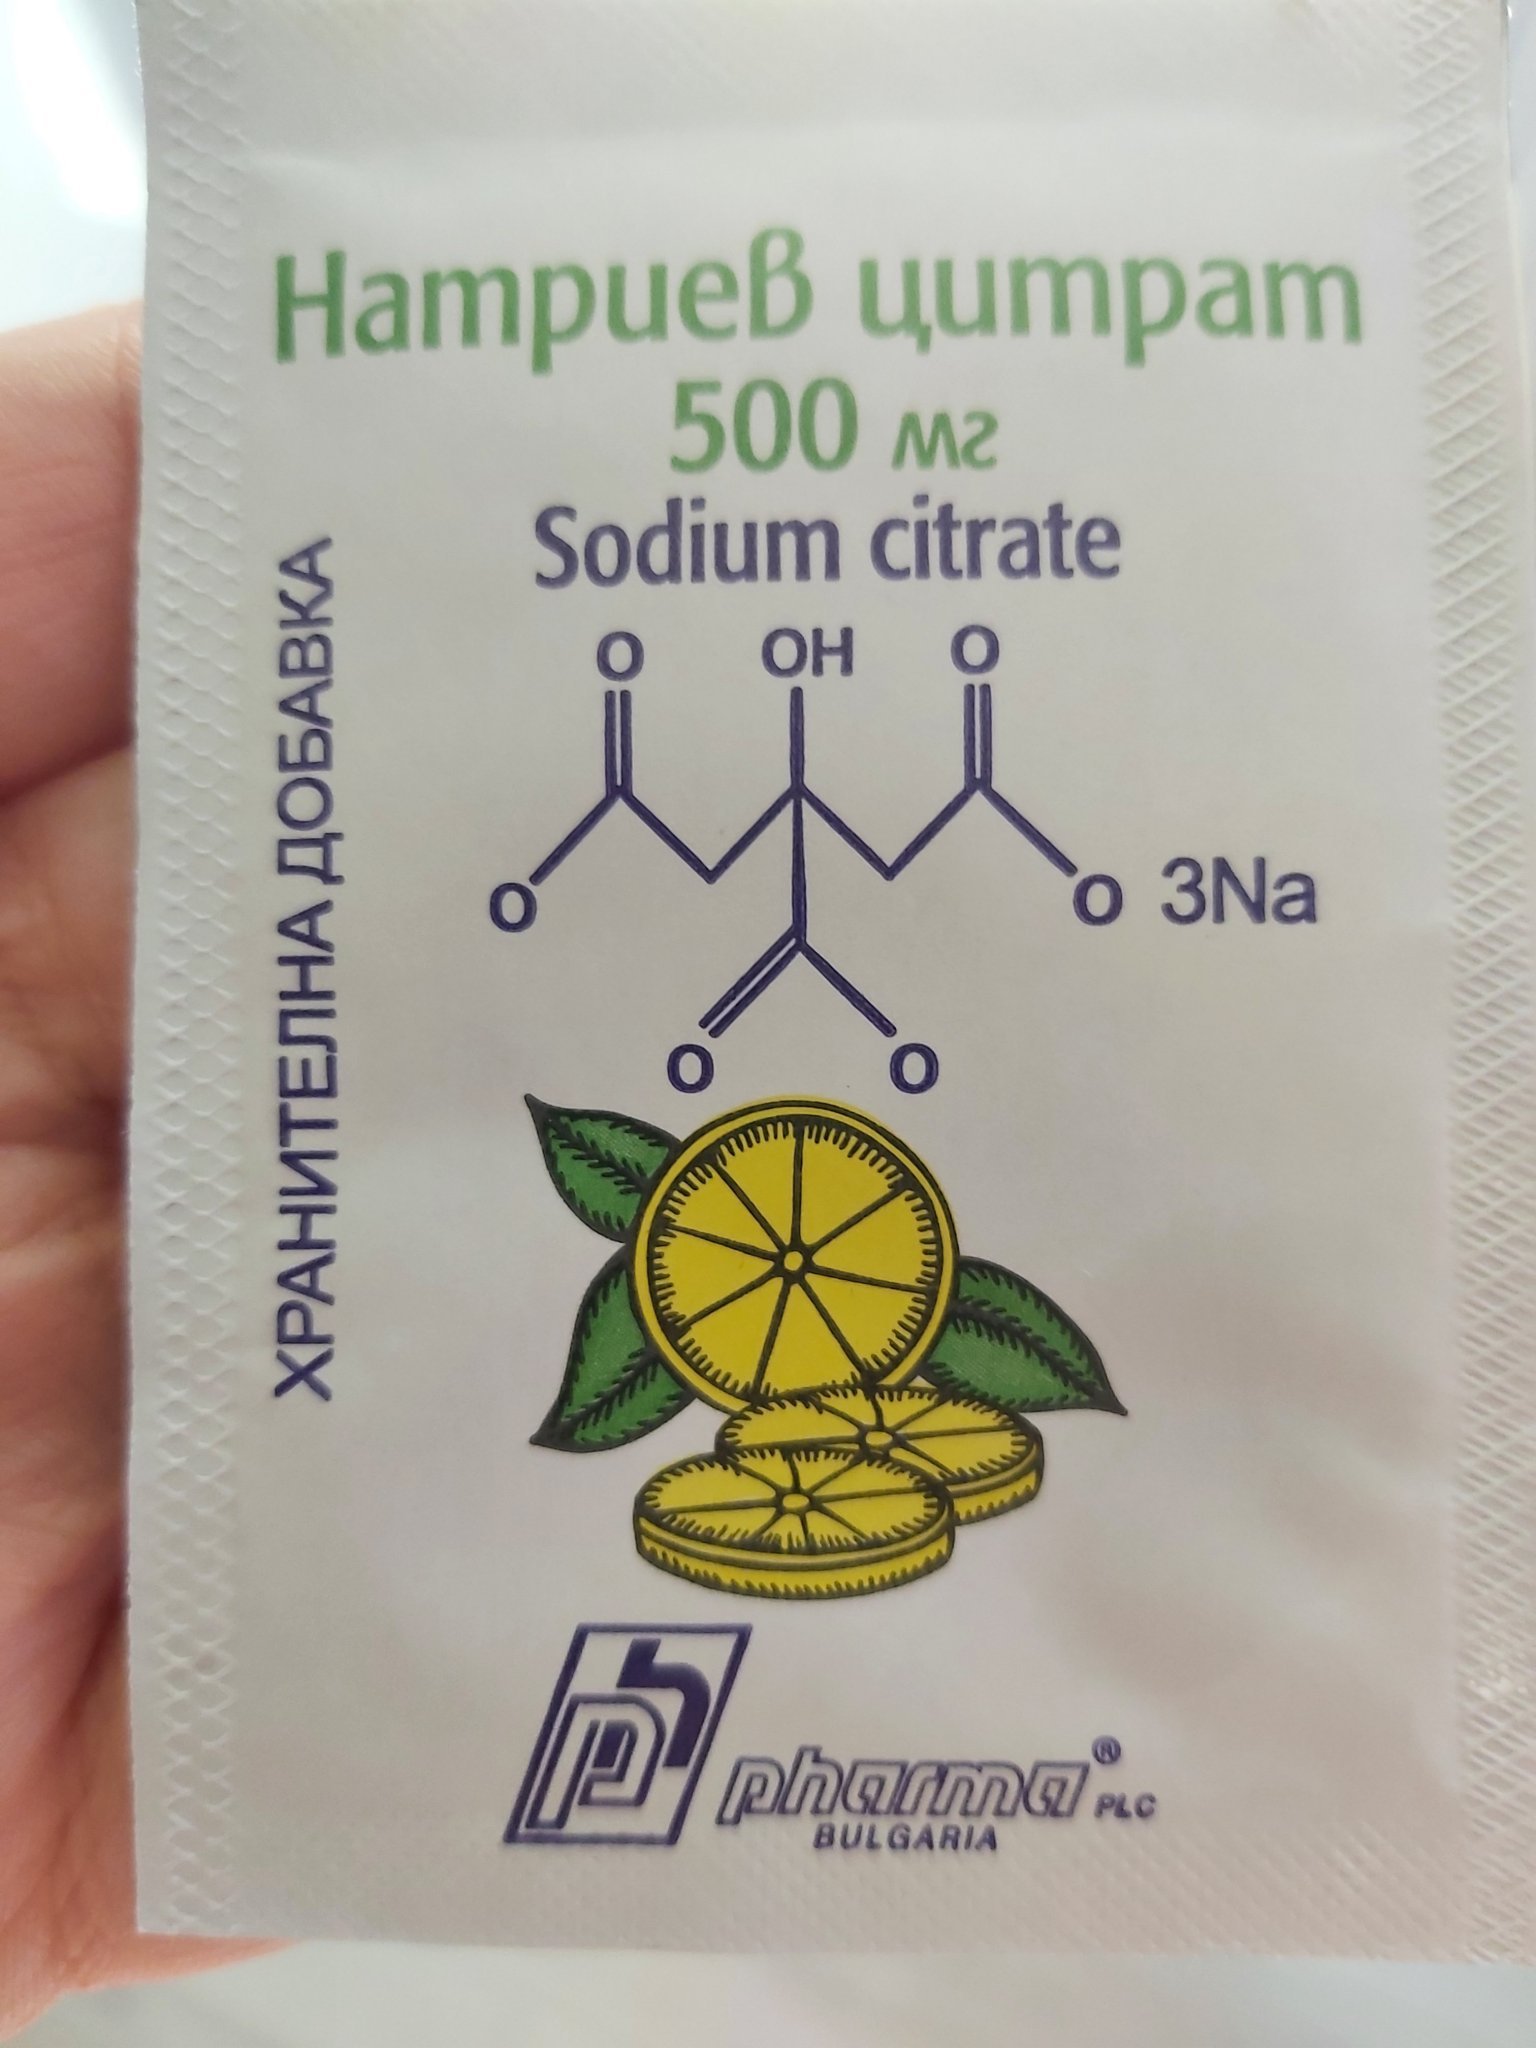 Натриев цитрат
500 мг
Sodium citrate
ХРАНИТЕЛНА ДОБАВКА
O OH O
O O 3Na
O O
pharma® PLC
BULGARIA